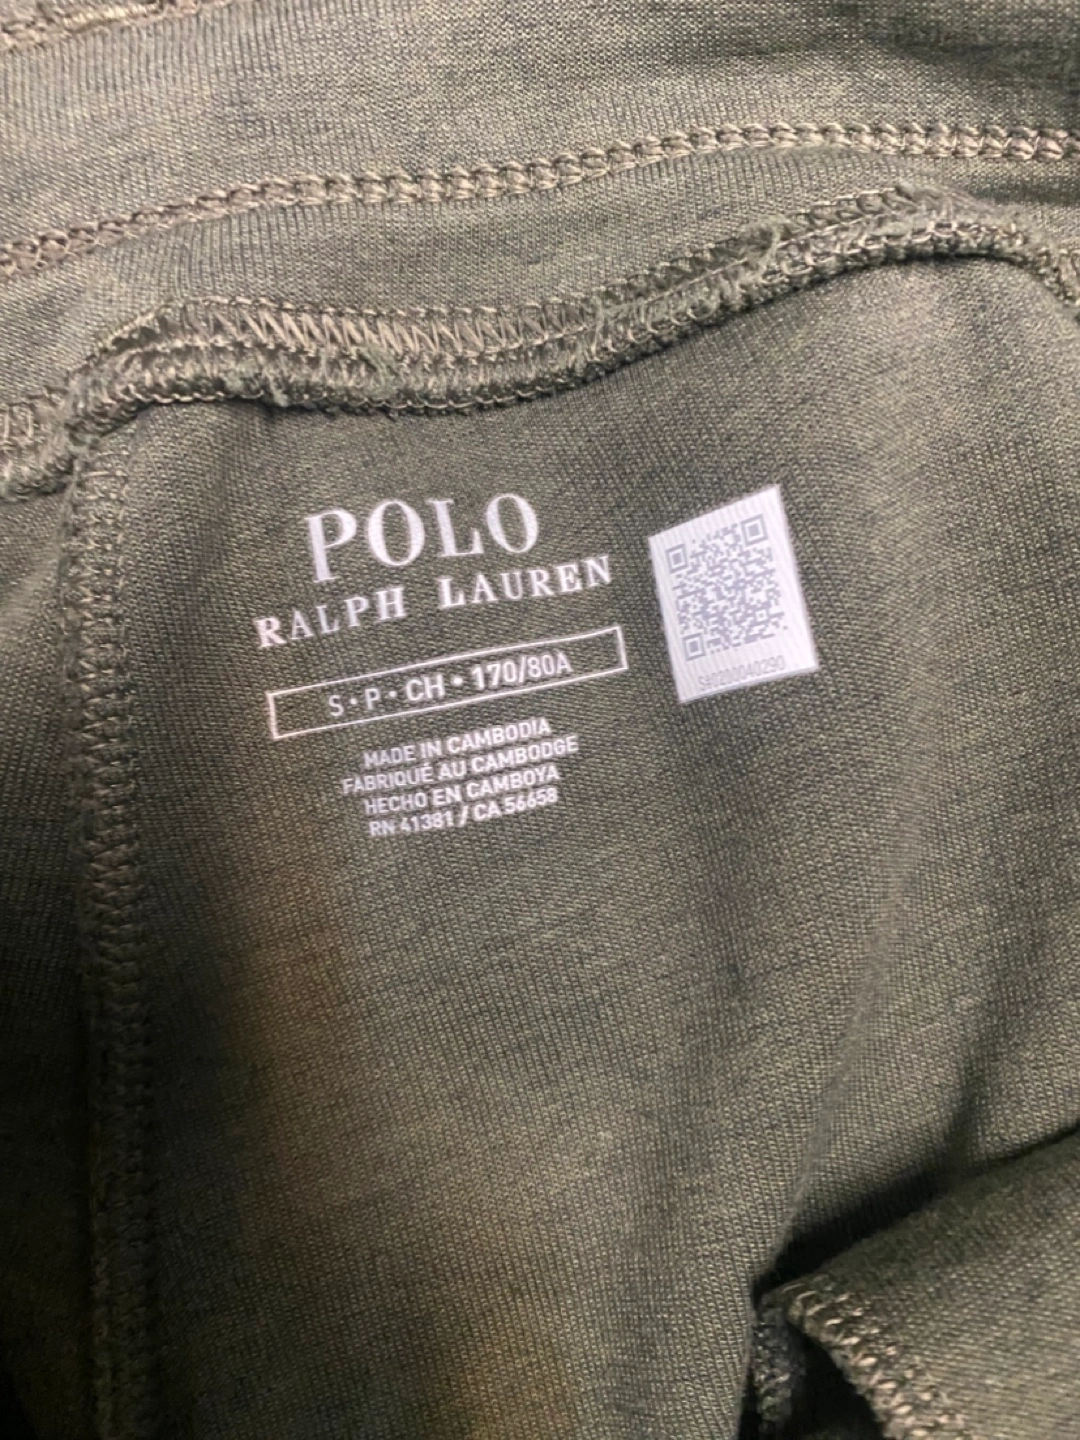 POLO
RALPH LAUREN
S • P • CH • 170/80A
MADE IN CAMBODIA
FABRIQUÉ AU CAMBODGE
HECHO EN CAMBOYA
RN 41381 / CA 56658